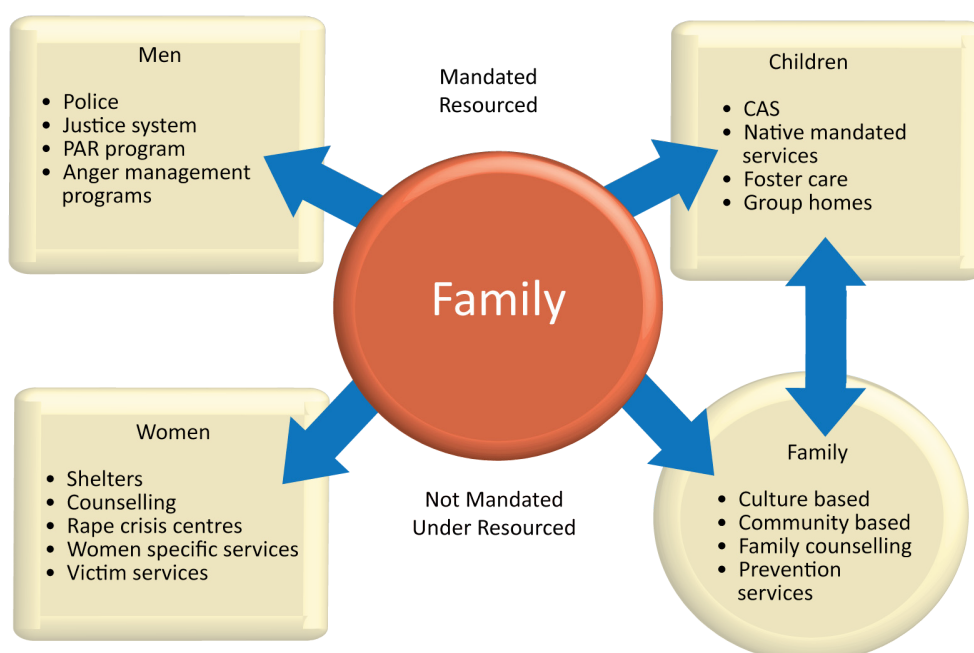 Men
• Police
• Justice system
• PAR program
• Anger management
programs
Mandated
Resourced
Children
• CAS
• Native mandated
services
• Foster care
• Group homes
Family
Women
• Shelters
• Counselling
• Rape crisis centres
• Women specific services
• Victim services
Not Mandated
Under Resourced
Family
• Culture based
• Community based
• Family counselling
• Prevention
services